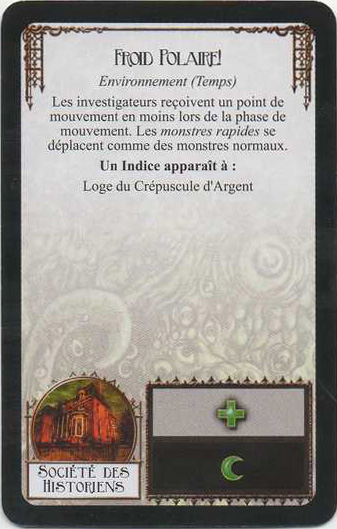 FROID POLAIRE!
Environnement (Temps)
Les investigateurs reçoivent un point de
mouvement en moins lors de la phase de
mouvement. Les monstres rapides se
déplacent comme des monstres normaux.
Un Indice apparaît à :
Loge du Crépuscule d'Argent
SOCIÉTÉ DES
HISTORIENS